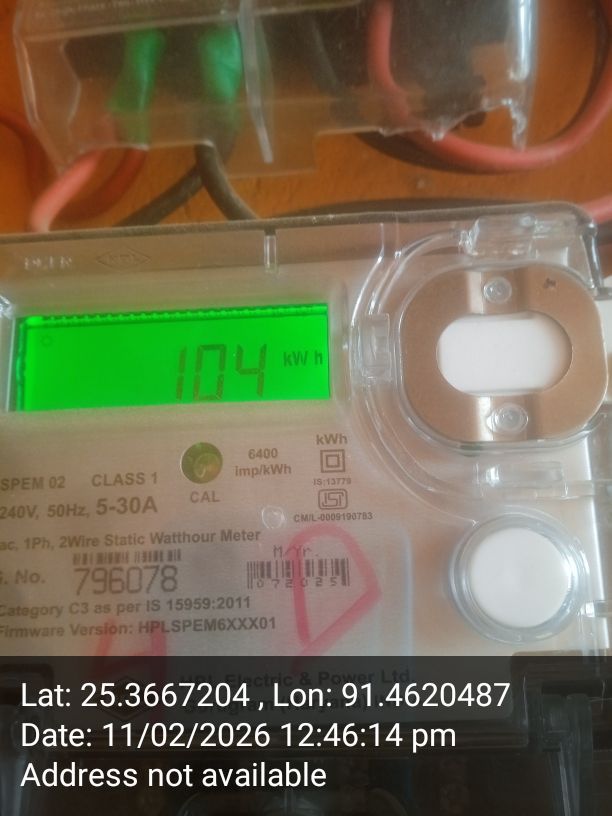 104 kW h
6400
imp/kWh
kWh
IS:13779
CM/L-0009190783
SPEM 02 CLASS 1
CAL
240V, 50Hz, 5-30A
ac, 1Ph, 2Wire Static Watthour Meter
. No. 796078
M/Yr.
072025
Category C3 as per IS 15959:2011
Firmware Version: HPLSPEM6XXX01
HPL Electric & Power Ltd.
Lat: 25.3667204 , Lon: 91.4620487
Date: 11/02/2026 12:46:14 pm
Address not available